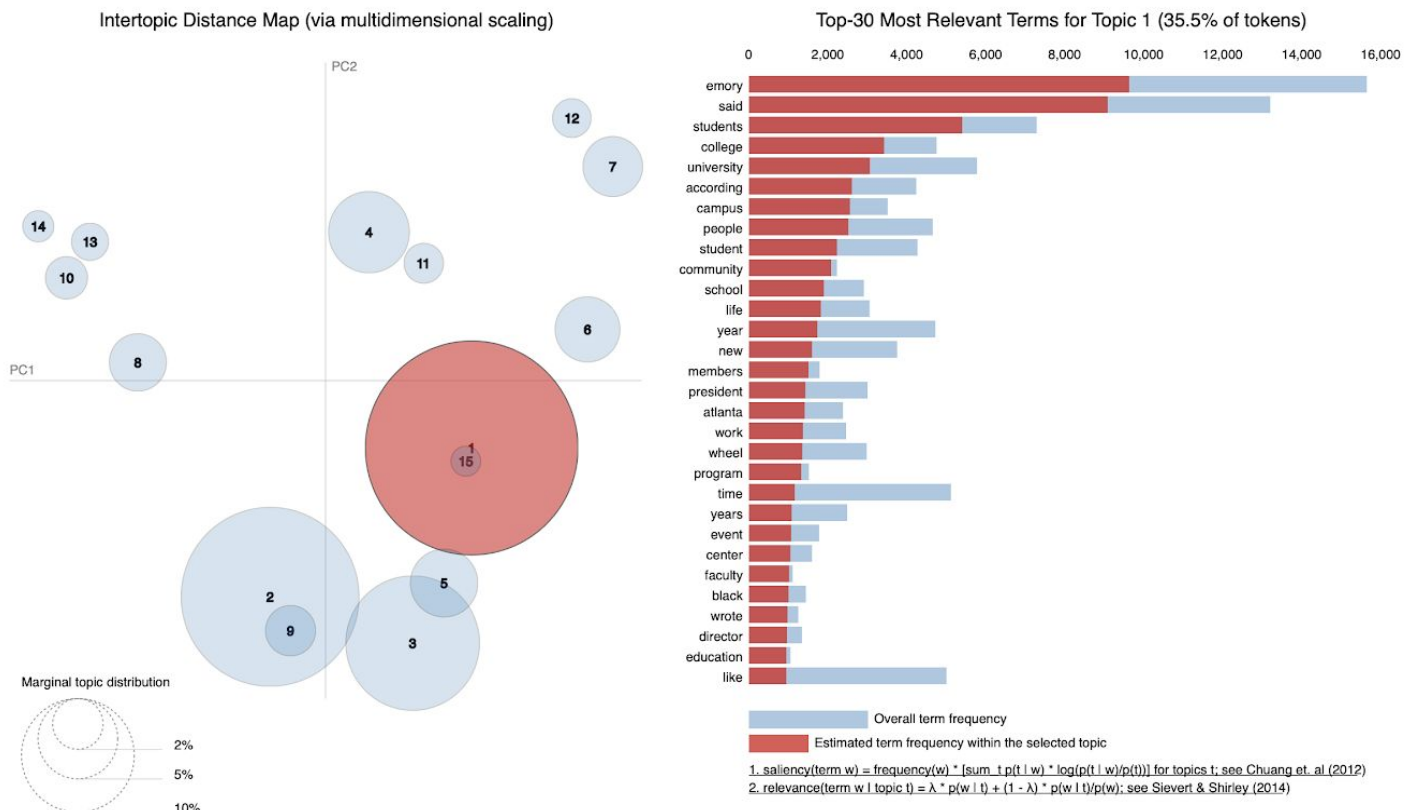 Intertopic Distance Map (via multidimensional scaling)
PC2
PC1
12
7
4
11
14
13
10
6
8
1
15
2
9
5
3
Marginal topic distribution
2%
5%
10%
Top-30 Most Relevant Terms for Topic 1 (35.5% of tokens)
0 2,000 4,000 6,000 8,000 10,000 12,000 14,000 16,000
emory
said
students
college
university
according
campus
people
student
community
school
life
year
new
members
president
atlanta
work
wheel
program
time
years
event
center
faculty
black
wrote
director
education
like
Overall term frequency
Estimated term frequency within the selected topic
1. saliency(term w) = frequency(w) * [sum_t p(t | w) * log(p(t | w)/p(t))] for topics t; see Chuang et. al (2012)
2. relevance(term w | topic t) = λ * p(w | t) + (1 - λ) * p(w | t)/p(w); see Sievert & Shirley (2014)